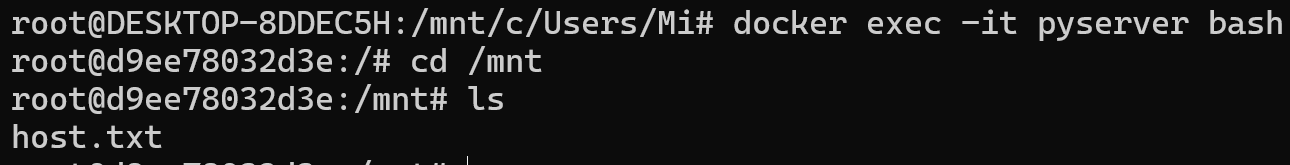 root@DESKTOP-8DDEC5H:/mnt/c/Users/Mi# docker exec -it pyserver bash
root@d9ee78032d3e:/# cd /mnt
root@d9ee78032d3e:/mnt# ls
host.txt